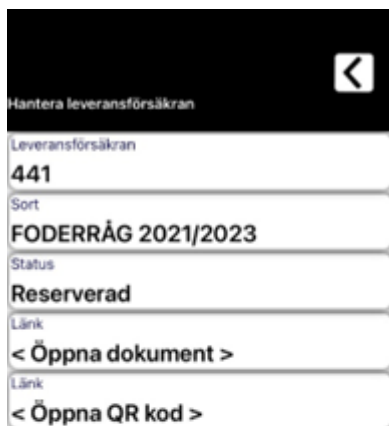 Hantera leveransförsäkran
Leveransförsäkran
441
Sort
FODERRÅG 2021/2023
Status
Reserverad
Länk
< Öppna dokument >
Länk
< Öppna QR kod >